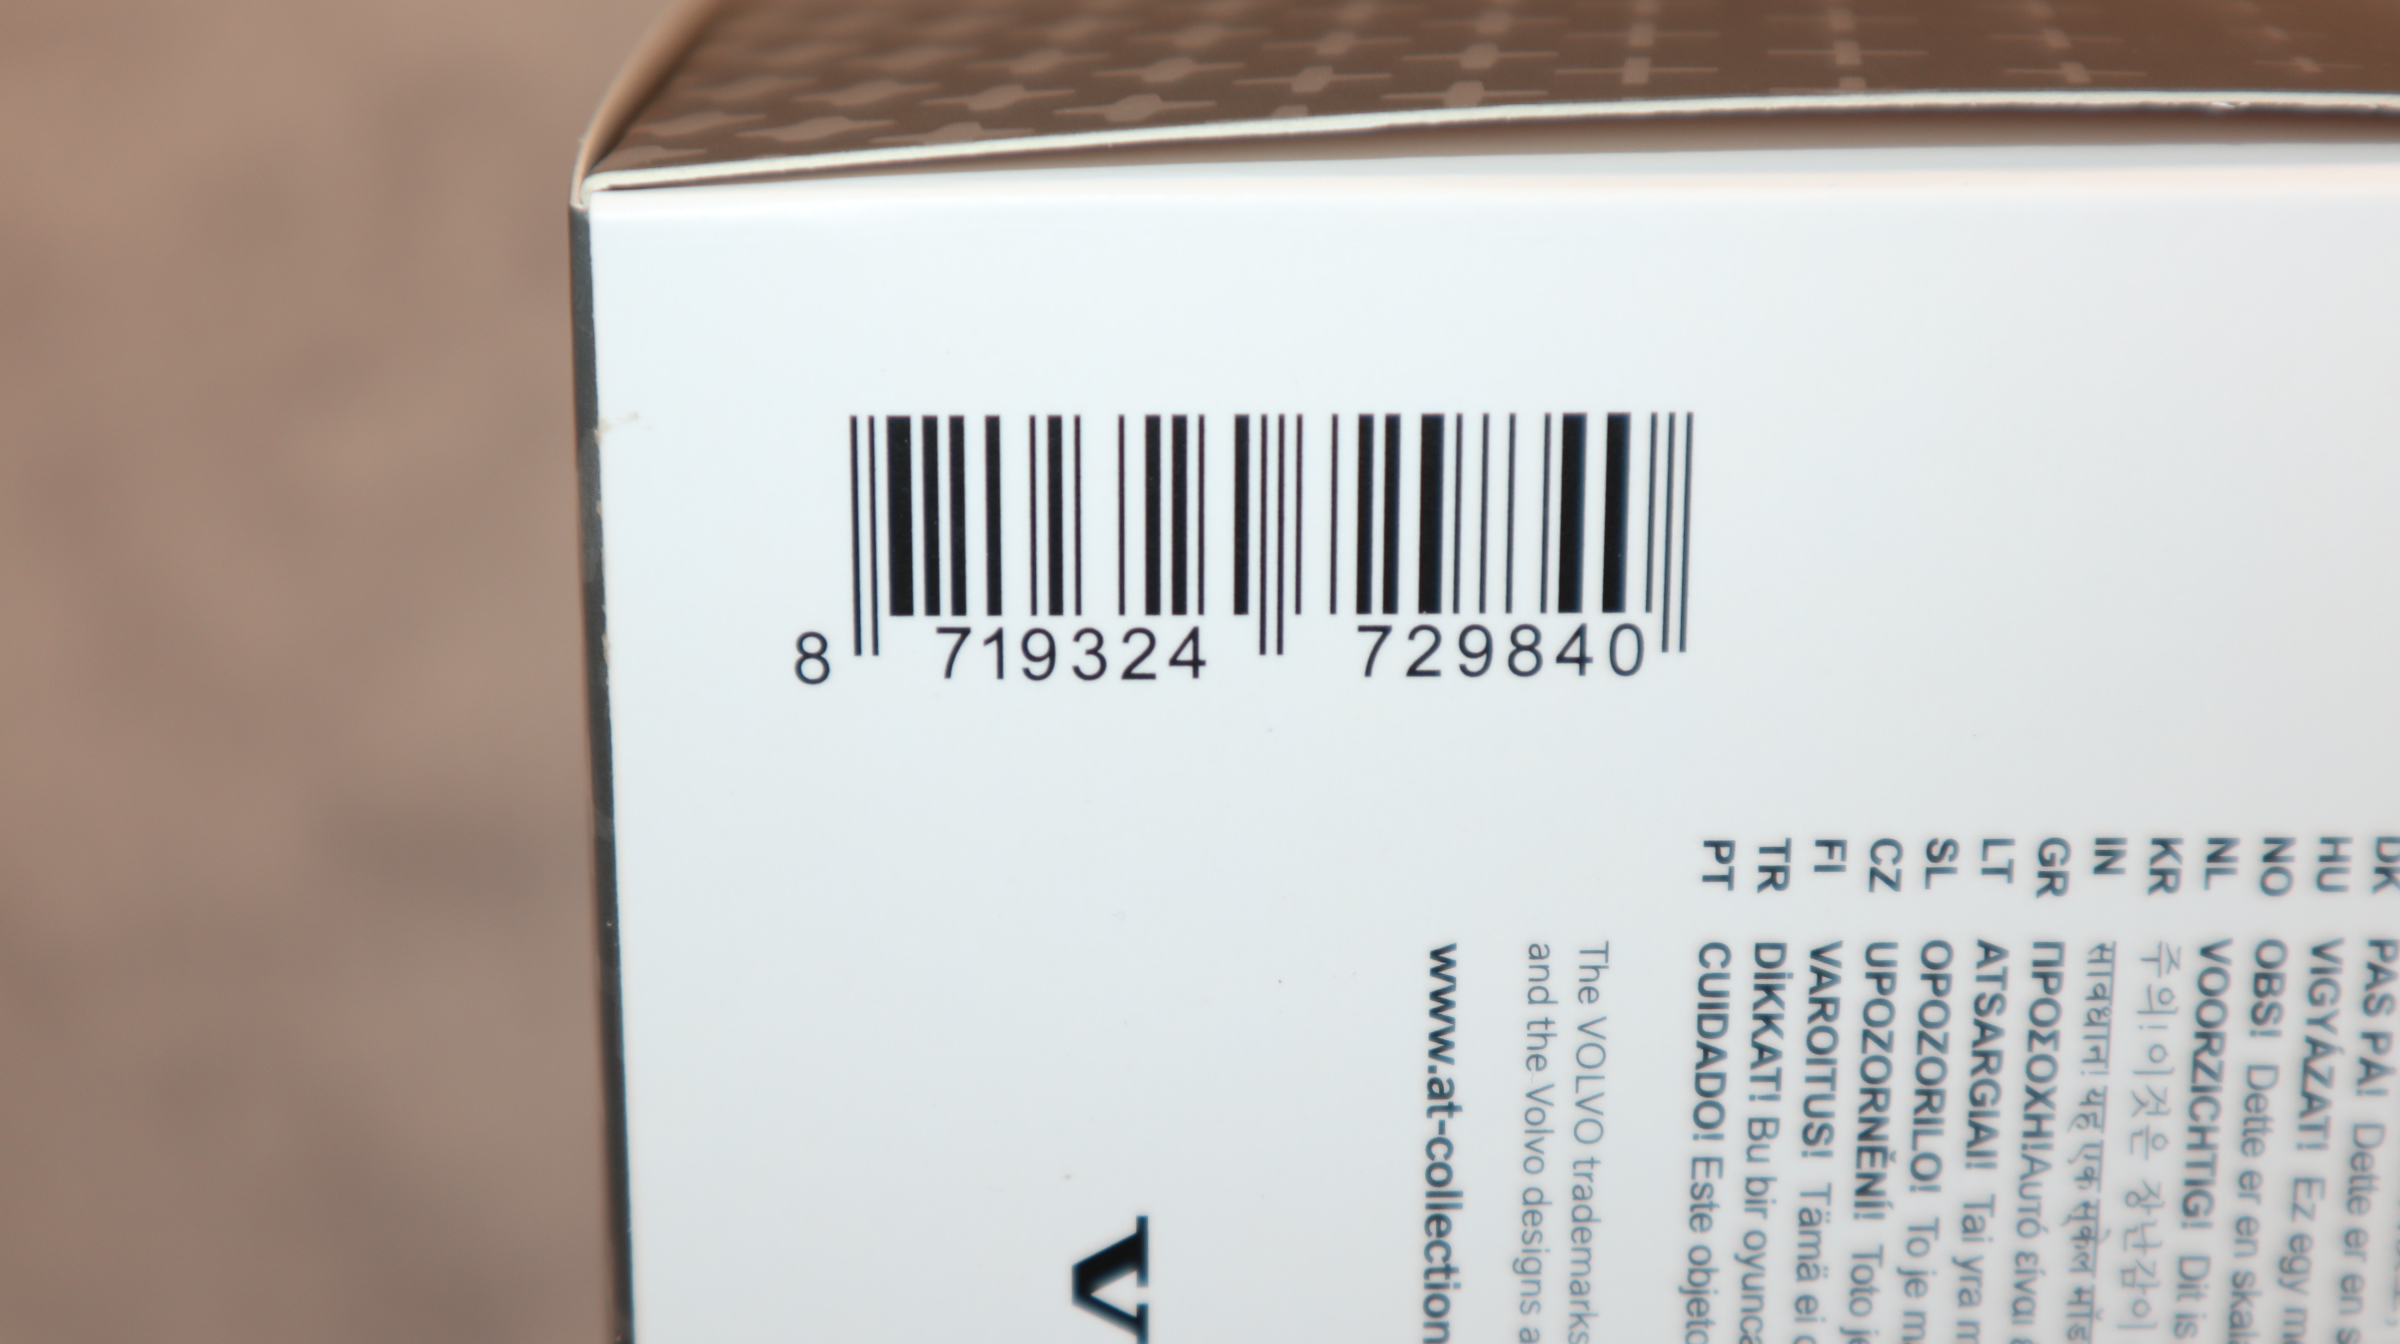 8 719324 729840
DK PAS PÅ! Dette er en s
HU VIGYÁZAT! Ez egy
NO OBS! Dette er en
NL VOORZICHTIG! Dit is
KR 주의! 이것은 장난감이
IN सावधान! यह एक स्केल
GR ΠΡΟΣΟΧΗ!Αυτό είναι
LT ATSARGIAI! Tai yra
SL OPOZORILO! To je
CZ UPOZORNĚNÍ! Toto je
FI VAROITUS! Tämä ei
TR DİKKAT! Bu bir oyunca
PT CUIDADO! Este objeto
The VOLVO trademarks
and the Volvo designs a
www.at-collection
V